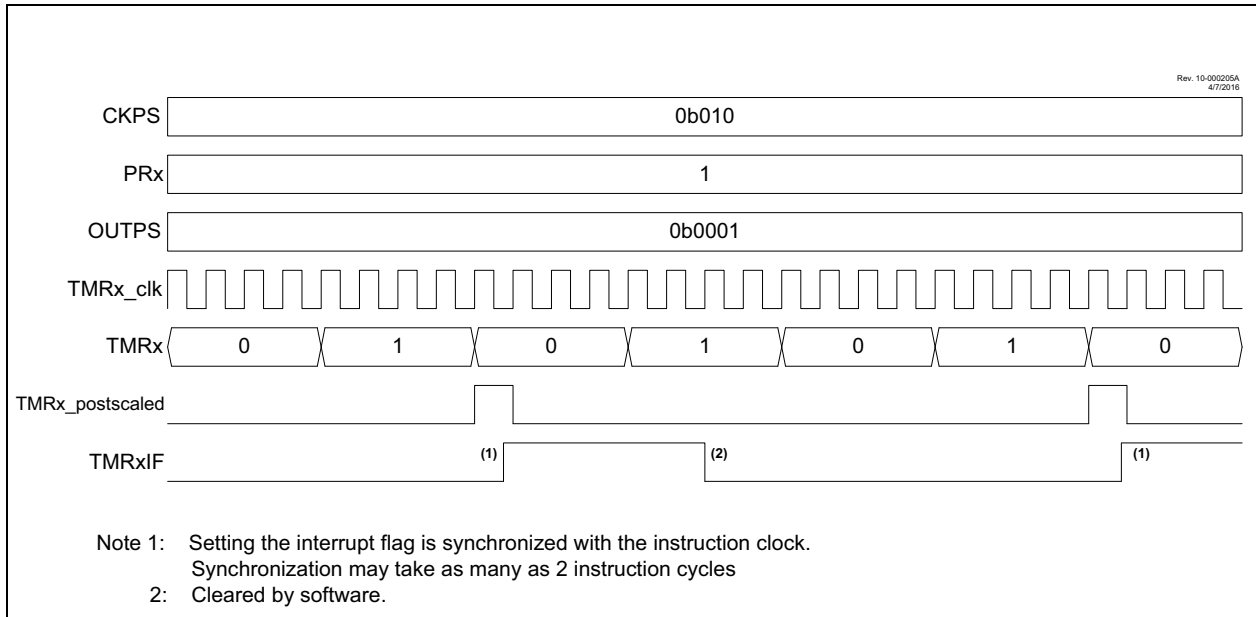 Rev. 10-000205A
4/7/2016
CKPS 0b010
PRx 1
OUTPS 0b0001
TMRx_clk
TMRx 0 1 0 1 0 1 0
TMRx_postscaled
TMRxIF (1) (2) (1)
Note 1: Setting the interrupt flag is synchronized with the instruction clock.
Synchronization may take as many as 2 instruction cycles
2: Cleared by software.